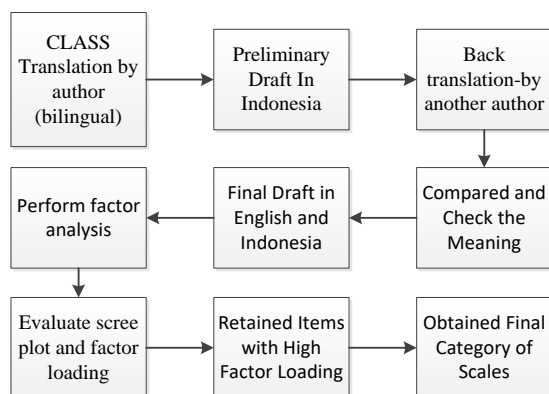 CLASS
Translation by
author
(bilingual)
Preliminary
Draft In
Indonesia
Back
translation-by
another author
Compared and
Check the
Meaning
Final Draft in
English and
Indonesia
Perform factor
analysis
Evaluate scree
plot and factor
loading
Retained Items
with High
Factor Loading
Obtained Final
Category of
Scales